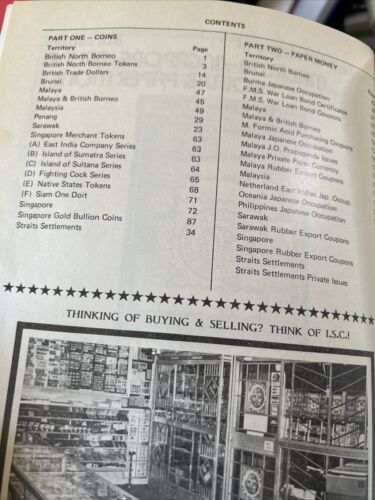 CONTENTS
PART ONE — COINS
Territory Page
British North Borneo 1
British North Borneo Tokens 3
British Trade Dollars 14
Brunei 20
Malaya 47
Malaya & British Borneo 45
Malaysia 49
Penang 29
Sarawak 23
Singapore Merchant Tokens 63
(A) East India Company Series 63
(B) Island of Sumatra Series 63
(C) Island of Sultana Series 64
(D) Fighting Cock Series 65
(E) Native States Tokens 68
(F) Siam One Doit 71
Singapore 72
Singapore Gold Bullion Coins 87
Straits Settlements 34
PART TWO — PAPER MONEY
Territory
British North Borneo
Brunei
Burma Japanese Occupation
F.M.S. War Loan Bond Certificates
F.M.S. War Loan Bond Coupons
Malaya
Malaya & British Borneo
M. Formic Acid Purchasing Coupons
Malaya Japanese Occupation
Malaya J.O. Propaganda Issues
Malaya Private Paper Currency
Malaya Rubber Export Coupons
Malaysia
Netherland East Indies Jap. Occup.
Oceania Japanese Occupation
Philippines Japanese Occupation
Sarawak
Sarawak Rubber Export Coupons
Singapore
Singapore Rubber Export Coupons
Straits Settlements
Straits Settlements Private Issues
THINKING OF BUYING & SELLING? THINK OF I.S.C.!